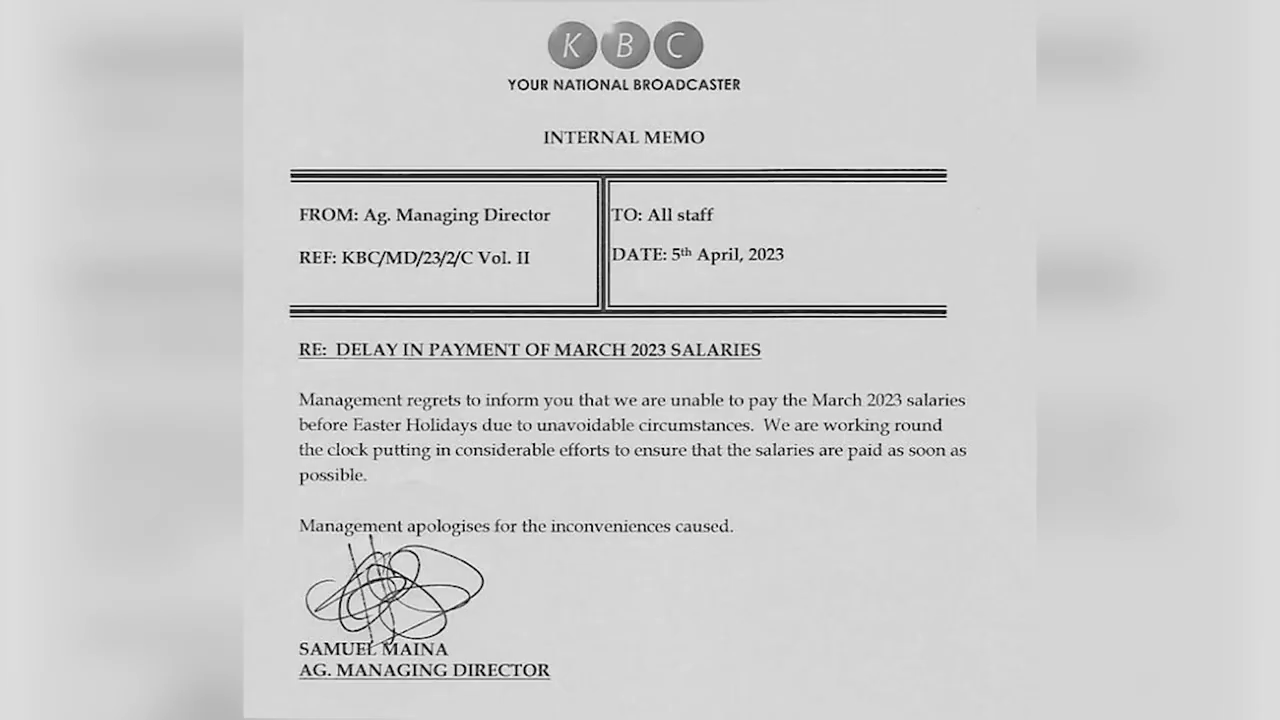 KBC
YOUR NATIONAL BROADCASTER
INTERNAL MEMO
FROM: Ag. Managing Director
REF: KBC/MD/23/2/C Vol. II
TO: All staff
DATE: 5th April, 2023
RE: DELAY IN PAYMENT OF MARCH 2023 SALARIES
Management regrets to inform you that we are unable to pay the March 2023 salaries
before Easter Holidays due to unavoidable circumstances. We are working round
the clock putting in considerable efforts to ensure that the salaries are paid as soon as
possible.
Management apologises for the inconveniences caused.
SAMUEL MAINA
AG. MANAGING DIRECTOR